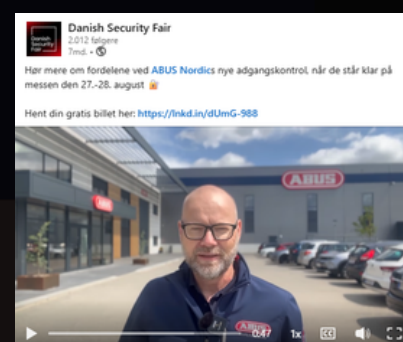 Danish
Security
Fair
Danish Security Fair
2.012 følgere
7md. •
Hør mere om fordelene ved ABUS Nordics nye adgangskontrol, når de står klar på
messen den 27.-28. august
Hent din gratis billet her: https://lnkd.in/dUmG-988
ABUS
ABUS
ABUS
0:47
1x
CC